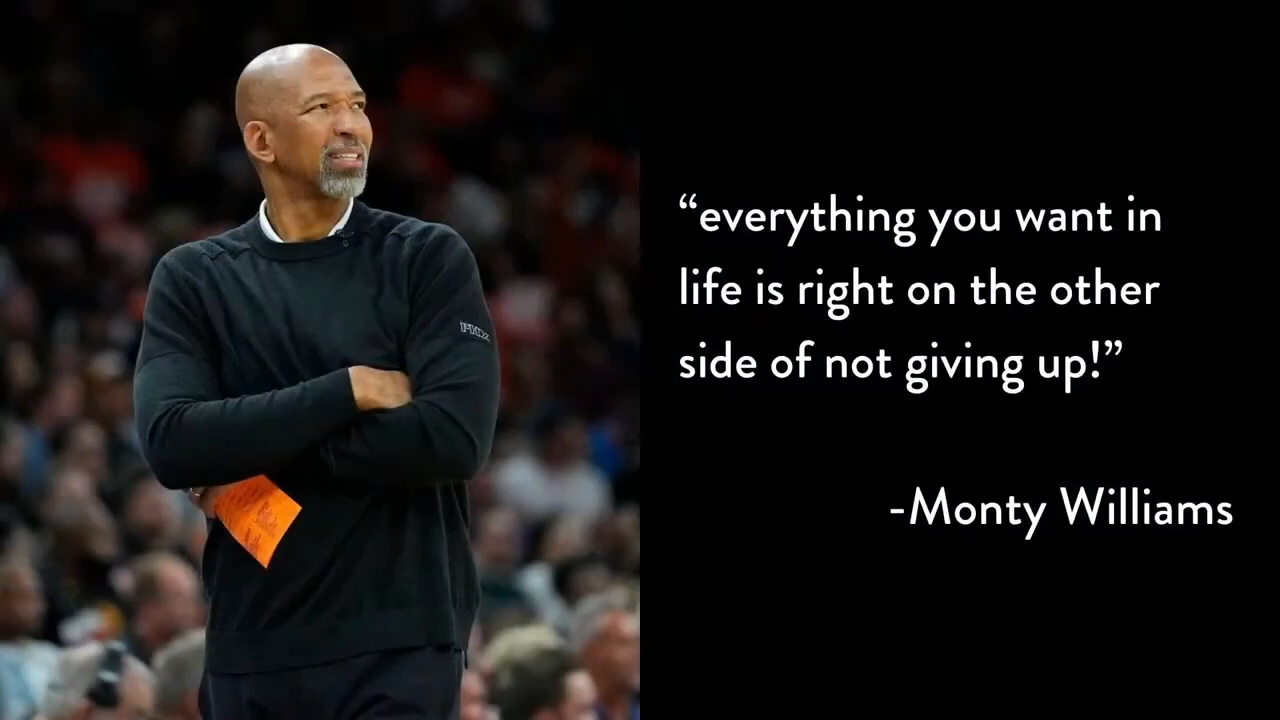 “everything you want in
life is right on the other
side of not giving up!”
-Monty Williams